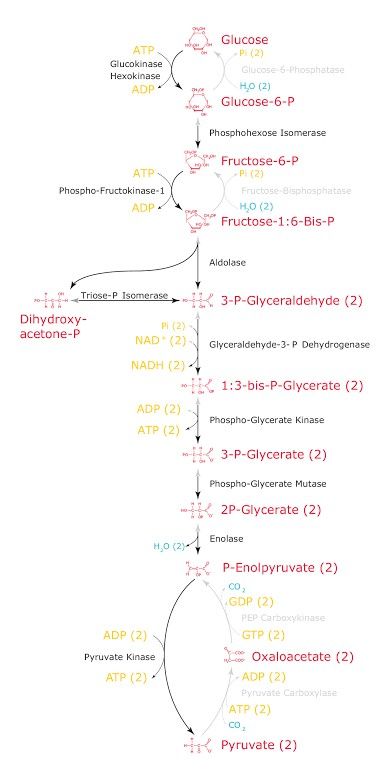 Glucose
ATP
Pi (2)
Glucokinase
Hexokinase
Glucose-6-Phosphatase
ADP
H2O (2)
Glucose-6-P
Phosphohexose Isomerase
Fructose-6-P
ATP
Pi (2)
Phospho-Fructokinase-1
Fructose-Bisphosphatase
ADP
H2O (2)
Fructose-1:6-Bis-P
Aldolase
Triose-P Isomerase
3-P-Glyceraldehyde (2)
Dihydroxy-
acetone-P
Pi (2)
NAD+ (2)
Glyceraldehyde-3- P Dehydrogenase
NADH (2)
1:3-bis-P-Glycerate (2)
ADP (2)
Phospho-Glycerate Kinase
ATP (2)
3-P-Glycerate (2)
Phospho-Glycerate Mutase
2P-Glycerate (2)
Enolase
H2O (2)
P-Enolpyruvate (2)
CO2
GDP (2)
PEP Carboxykinase
ADP (2)
GTP (2)
Pyruvate Kinase
Oxaloacetate (2)
ATP (2)
ADP (2)
Pyruvate Carboxylase
ATP (2)
CO2
Pyruvate (2)